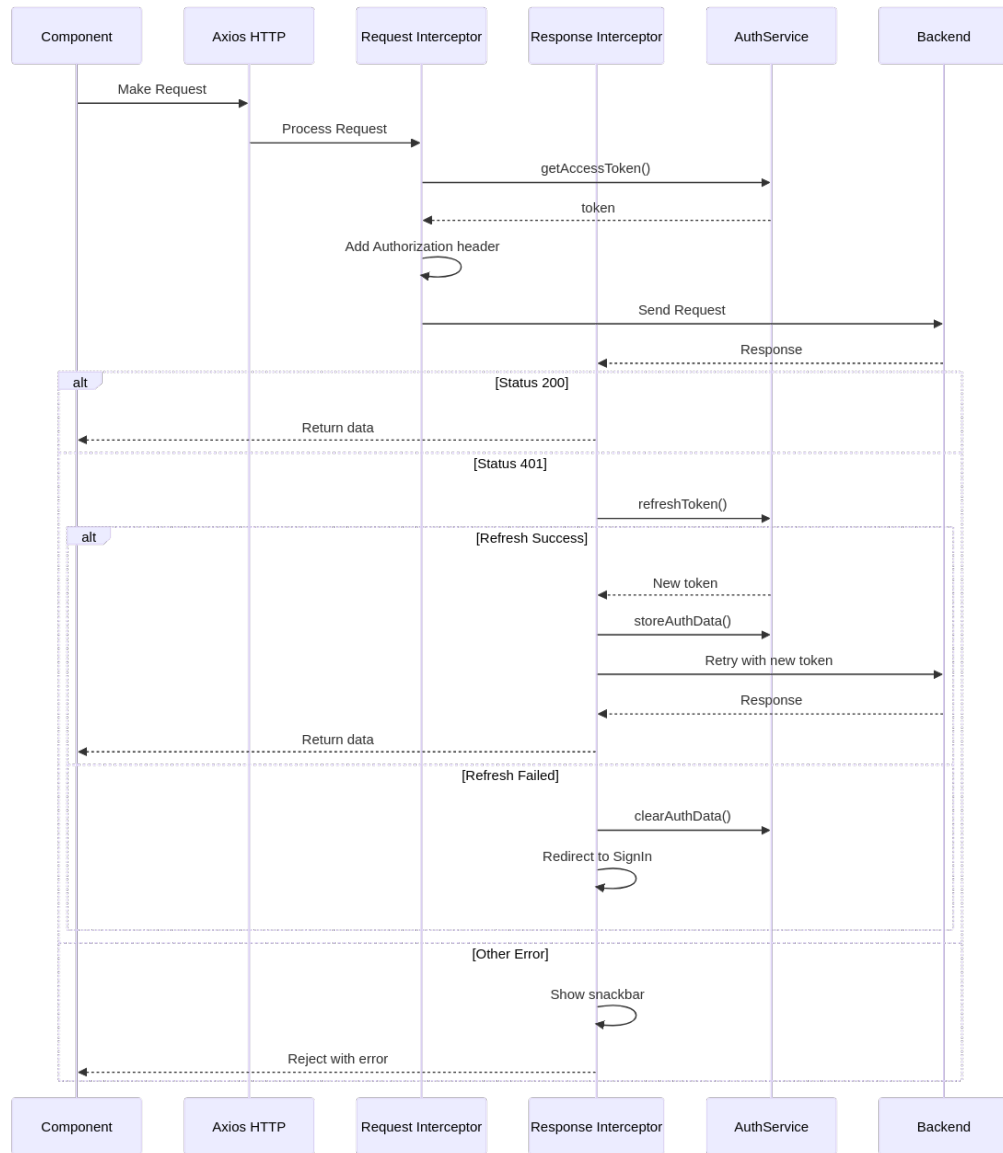 Component
Axios HTTP
Request Interceptor
Response Interceptor
AuthService
Backend
Make Request
Process Request
getAccessToken()
token
Add Authorization header
Send Request
Response
alt
[Status 200]
Return data
[Status 401]
refreshToken()
alt
[Refresh Success]
New token
storeAuthData()
Retry with new token
Response
Return data
[Refresh Failed]
clearAuthData()
Redirect to SignIn
[Other Error]
Show snackbar
Reject with error
Component
Axios HTTP
Request Interceptor
Response Interceptor
AuthService
Backend